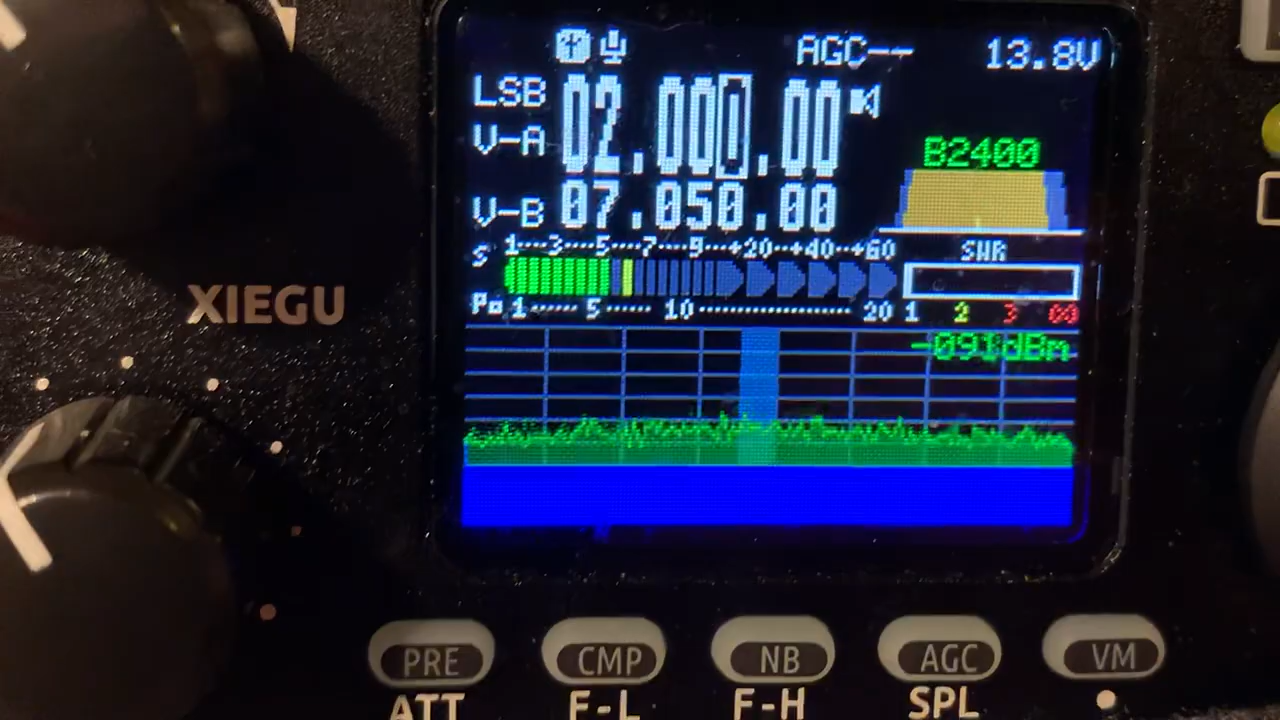 AGC-- 13.8V
LSB 02.000.00
V-A
B2400
V-B 07.050.00
S 1----3----5----7----9--+20--+40--+60 SWR
Po 1------5-----10----------------20 1 2 3 00
-091dBm
XIEGU
PRE CMP NB AGC VM
ATT F-L F-H SPL